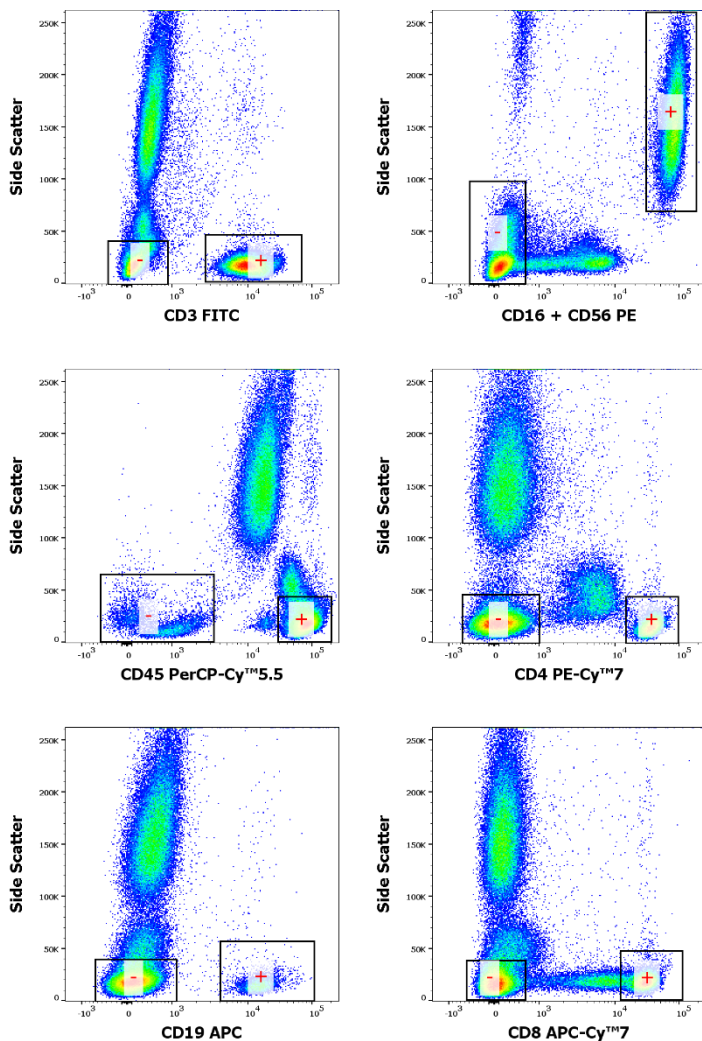 Side Scatter
250K
200K
150K
100K
50K
0
-10³ 0 10³ 10⁴ 10⁵
CD3 FITC
-
+
Side Scatter
250K
200K
150K
100K
50K
0
-10³ 0 10³ 10⁴ 10⁵
CD16 + CD56 PE
-
+
Side Scatter
250K
200K
150K
100K
50K
0
-10³ 0 10³ 10⁴ 10⁵
CD45 PerCP-Cy™5.5
-
+
Side Scatter
250K
200K
150K
100K
50K
0
-10³ 0 10³ 10⁴ 10⁵
CD4 PE-Cy™7
-
+
Side Scatter
250K
200K
150K
100K
50K
0
-10³ 0 10³ 10⁴ 10⁵
CD19 APC
-
+
Side Scatter
250K
200K
150K
100K
50K
0
-10³ 0 10³ 10⁴ 10⁵
CD8 APC-Cy™7
-
+